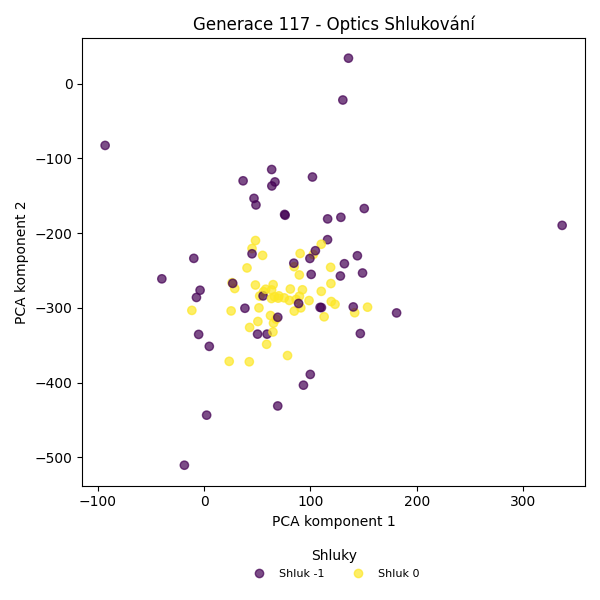 Generace 117 - Optics Shlukování
PCA komponent 2
0
−100
−200
−300
−400
−500
−100
0
100
200
300
PCA komponent 1
Shluky
Shluk -1
Shluk 0